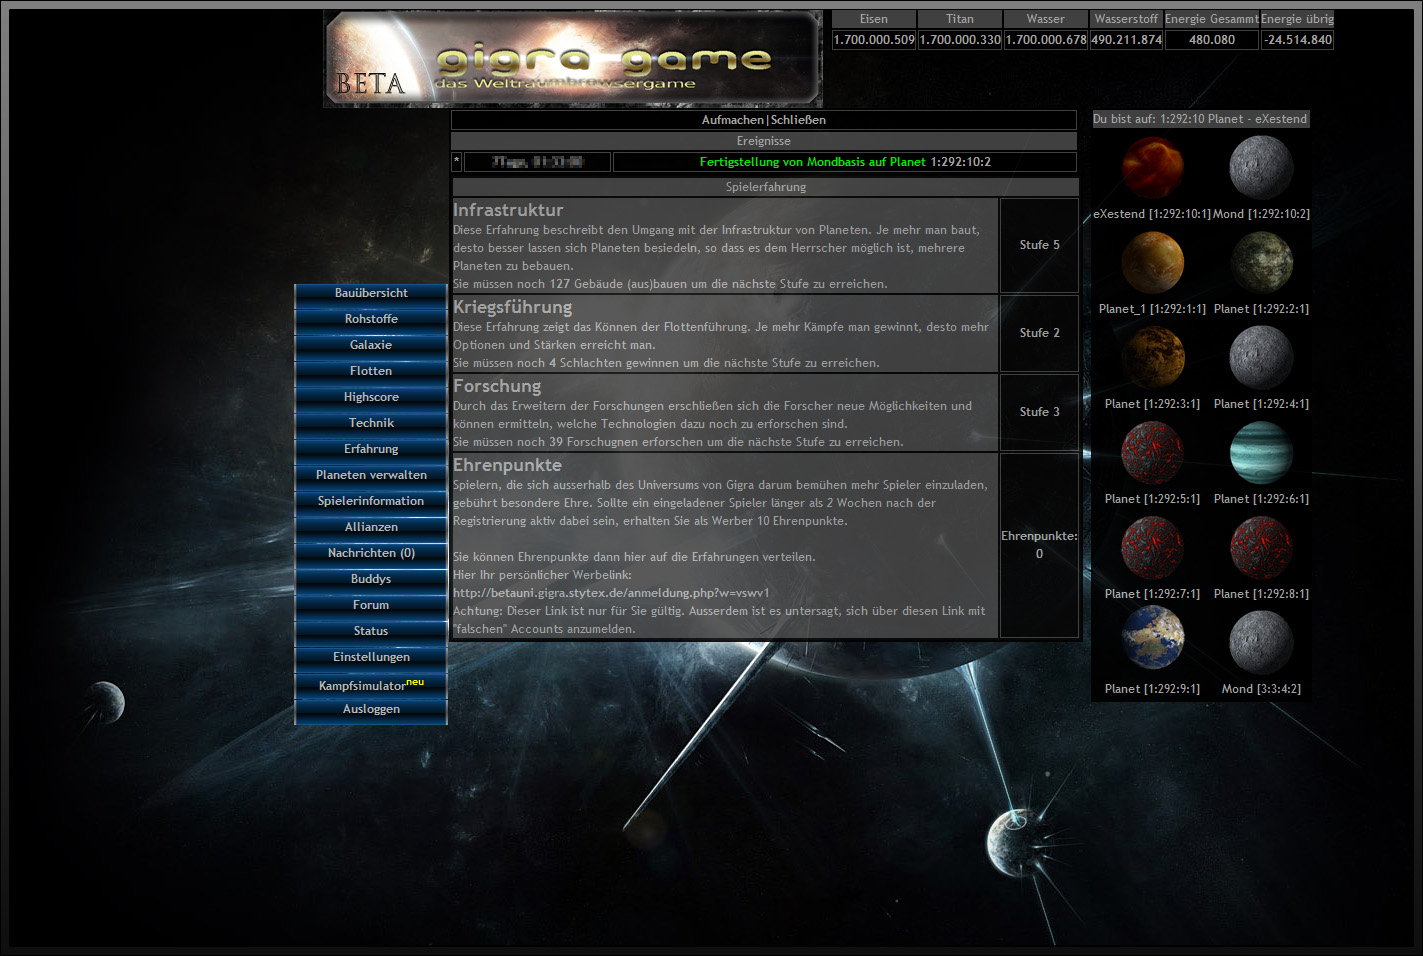 gigra game
das Weltraumbrowsergame
BETA
Eisen Titan Wasser Wasserstoff Energie Gesammt Energie übrig
1.700.000.509 1.700.000.330 1.700.000.678 490.211.874 480.080 -24.514.840
Aufmachen|Schließen
Ereignisse
* Fertigstellung von Mondbasis auf Planet 1:292:10:2
Spielerfahrung
Infrastruktur
Diese Erfahrung beschreibt den Umgang mit der Infrastruktur von Planeten. Je mehr man baut,
desto besser lassen sich Planeten besiedeln, so dass es dem Herrscher möglich ist, mehrere
Planeten zu bebauen.
Sie müssen noch 127 Gebäude (aus)bauen um die nächste Stufe zu erreichen.
Stufe 5
Kriegsführung
Diese Erfahrung zeigt das Können der Flottenführung. Je mehr Kämpfe man gewinnt, desto mehr
Optionen und Stärken erreicht man.
Sie müssen noch 4 Schlachten gewinnen um die nächste Stufe zu erreichen.
Stufe 2
Forschung
Durch das Erweitern der Forschungen erschließen sich die Forscher neue Möglichkeiten und
können ermitteln, welche Technologien dazu noch zu erforschen sind.
Sie müssen noch 39 Forschugnen erforschen um die nächste Stufe zu erreichen.
Stufe 3
Ehrenpunkte
Spielern, die sich ausserhalb des Universums von Gigra darum bemühen mehr Spieler einzuladen,
gebührt besondere Ehre. Sollte ein eingeladener Spieler länger als 2 Wochen nach der
Registrierung aktiv dabei sein, erhalten Sie als Werber 10 Ehrenpunkte.
Sie können Ehrenpunkte dann hier auf die Erfahrungen verteilen.
Hier Ihr persönlicher Werbelink:
http://betauni.gigra.stytex.de/anmeldung.php?w=vswv1
Achtung: Dieser Link ist nur für Sie gültig. Ausserdem ist es untersagt, sich über diesen Link mit
"falschen" Accounts anzumelden.
Ehrenpunkte:
0
Bauübersicht
Rohstoffe
Galaxie
Flotten
Highscore
Technik
Erfahrung
Planeten verwalten
Spielerinformation
Allianzen
Nachrichten (0)
Buddys
Forum
Status
Einstellungen
Kampfsimulator neu
Ausloggen
Du bist auf: 1:292:10 Planet - eXestend
eXestend [1:292:10:1] Mond [1:292:10:2]
Planet_1 [1:292:1:1] Planet [1:292:2:1]
Planet [1:292:3:1] Planet [1:292:4:1]
Planet [1:292:5:1] Planet [1:292:6:1]
Planet [1:292:7:1] Planet [1:292:8:1]
Planet [1:292:9:1] Mond [3:3:4:2]